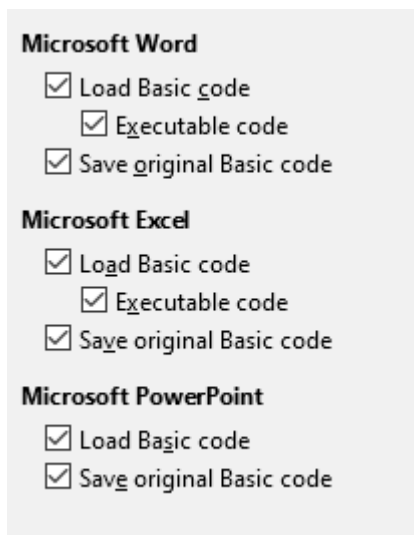 Microsoft Word
Load Basic code
Executable code
Save original Basic code
Microsoft Excel
Load Basic code
Executable code
Save original Basic code
Microsoft PowerPoint
Load Basic code
Save original Basic code